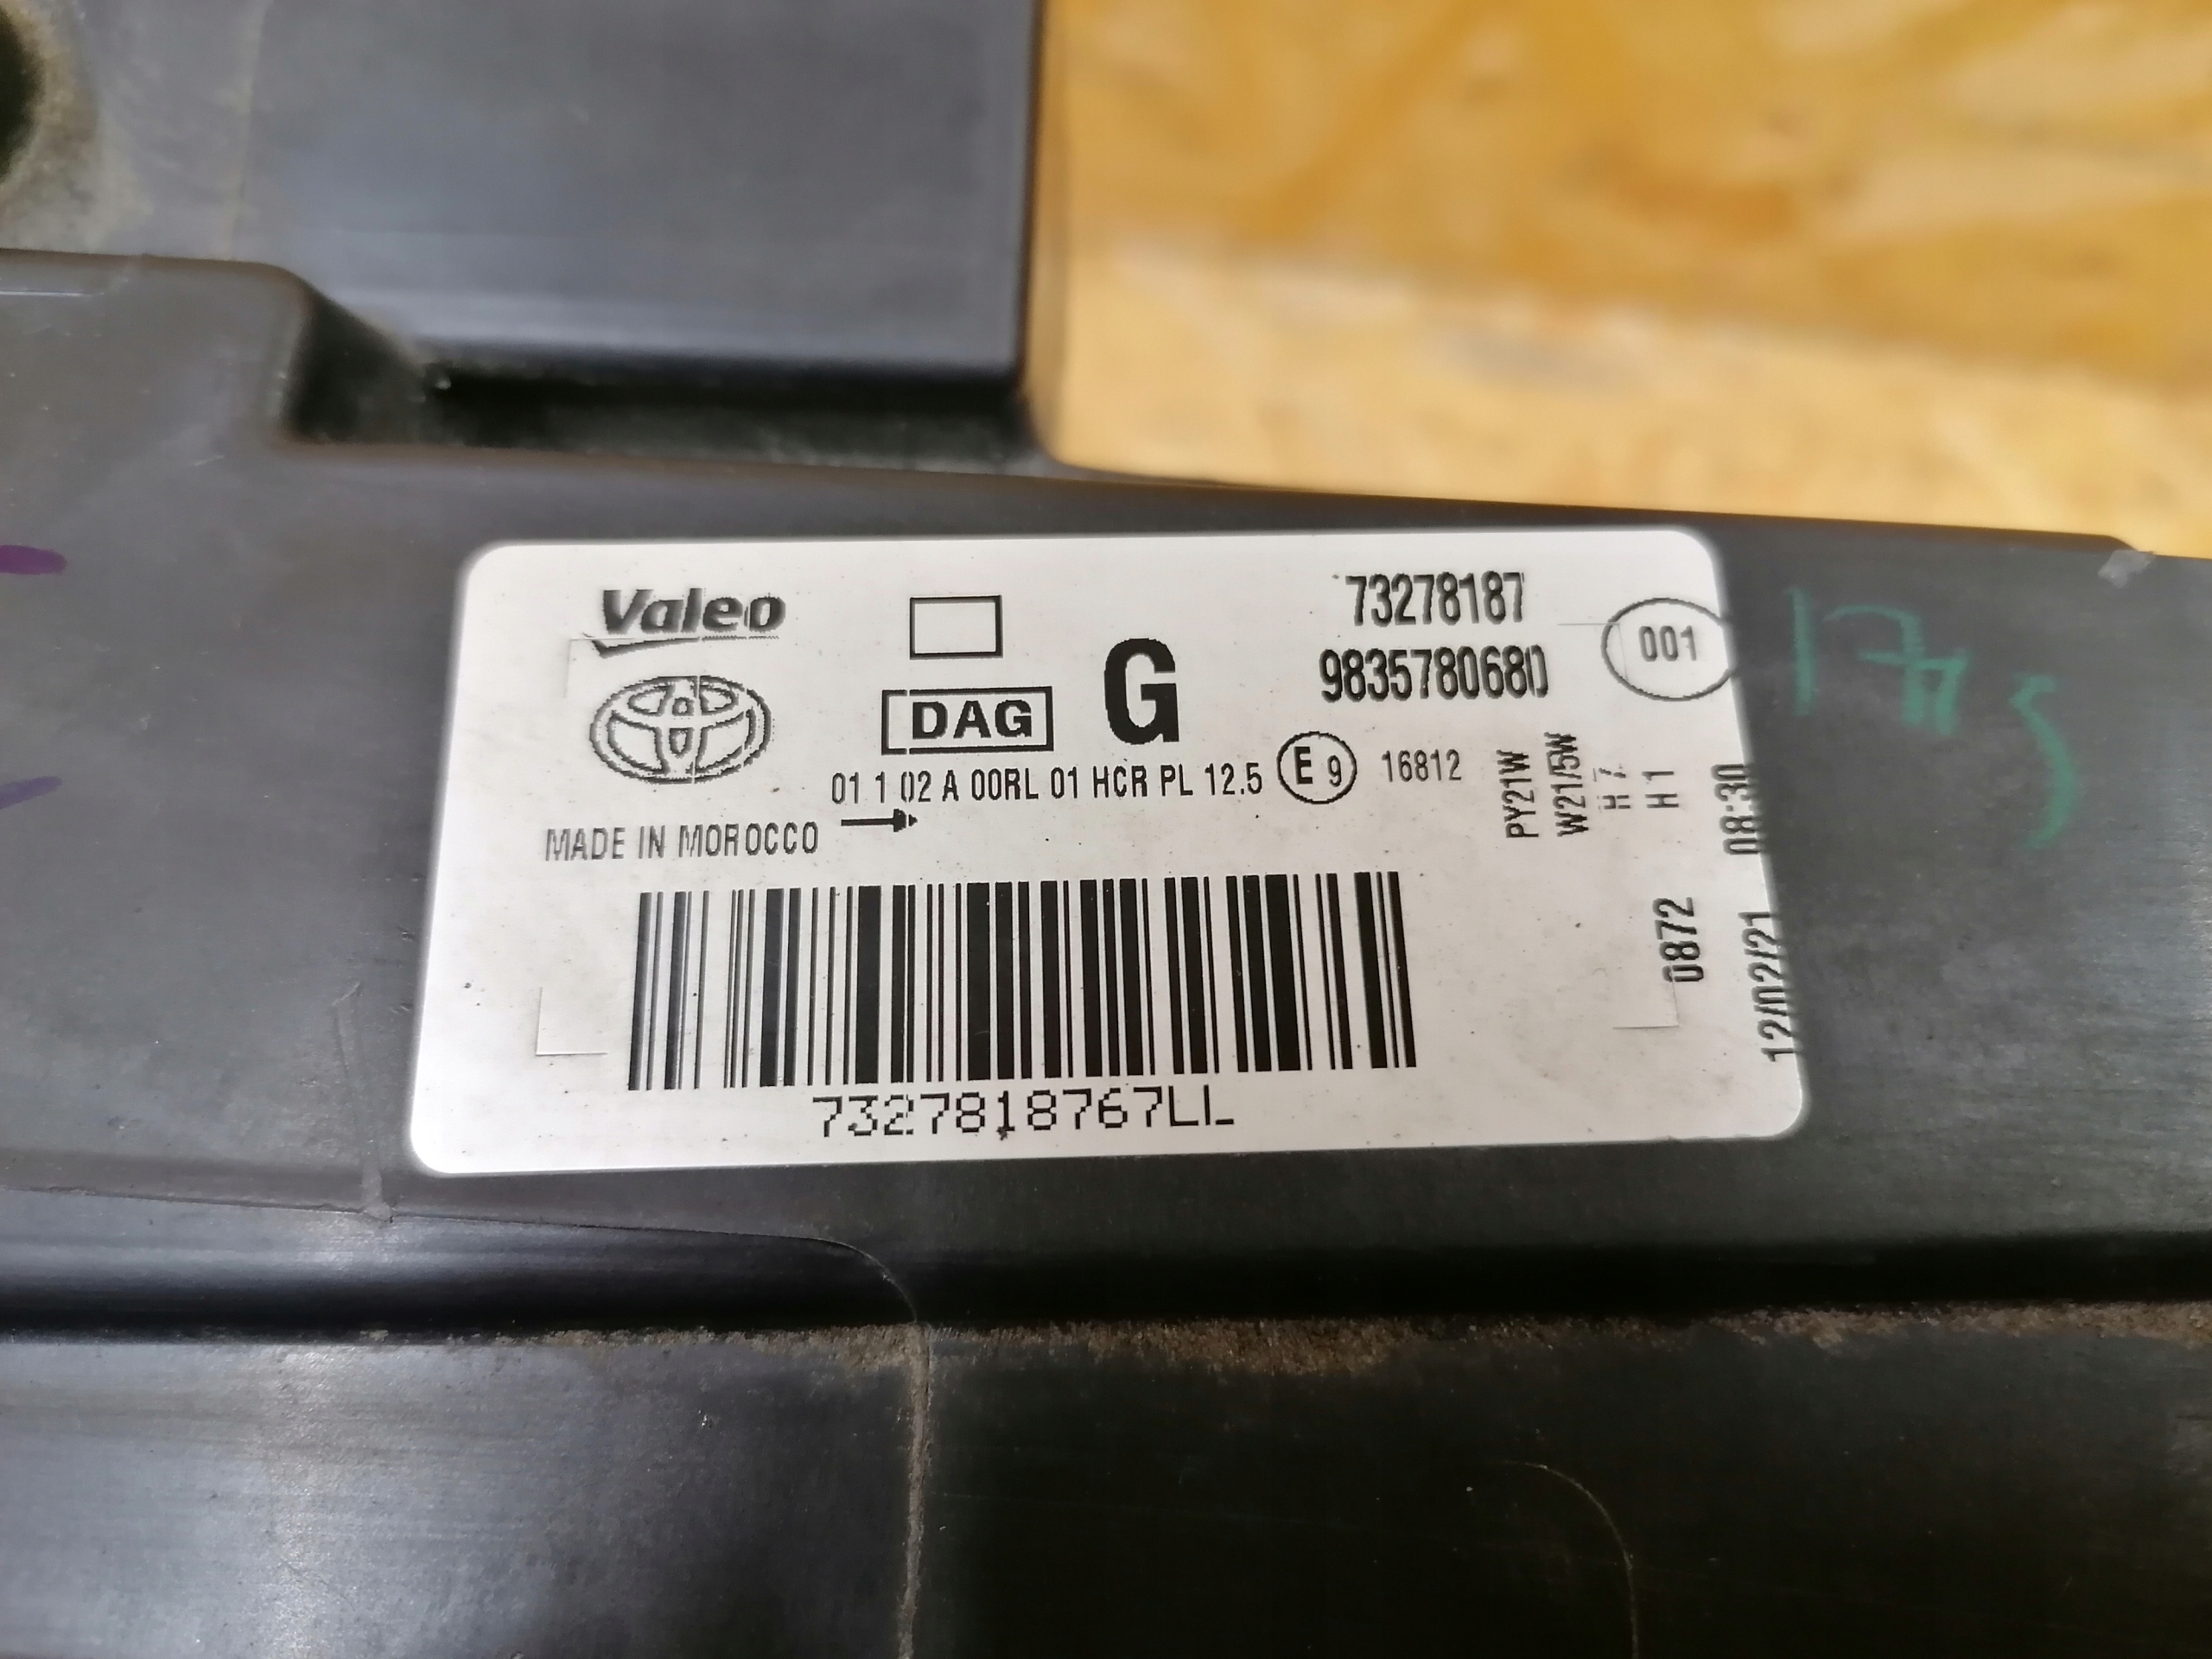 Valeo
DAG
G
73278187
9835780680
001
01 1 02 A 00RL 01 HCR PL 12.5
E 9
16812
MADE IN MOROCCO
PY21W
W21/5W
H7
H1
0872
12/02/21 08:30
7327818767LL